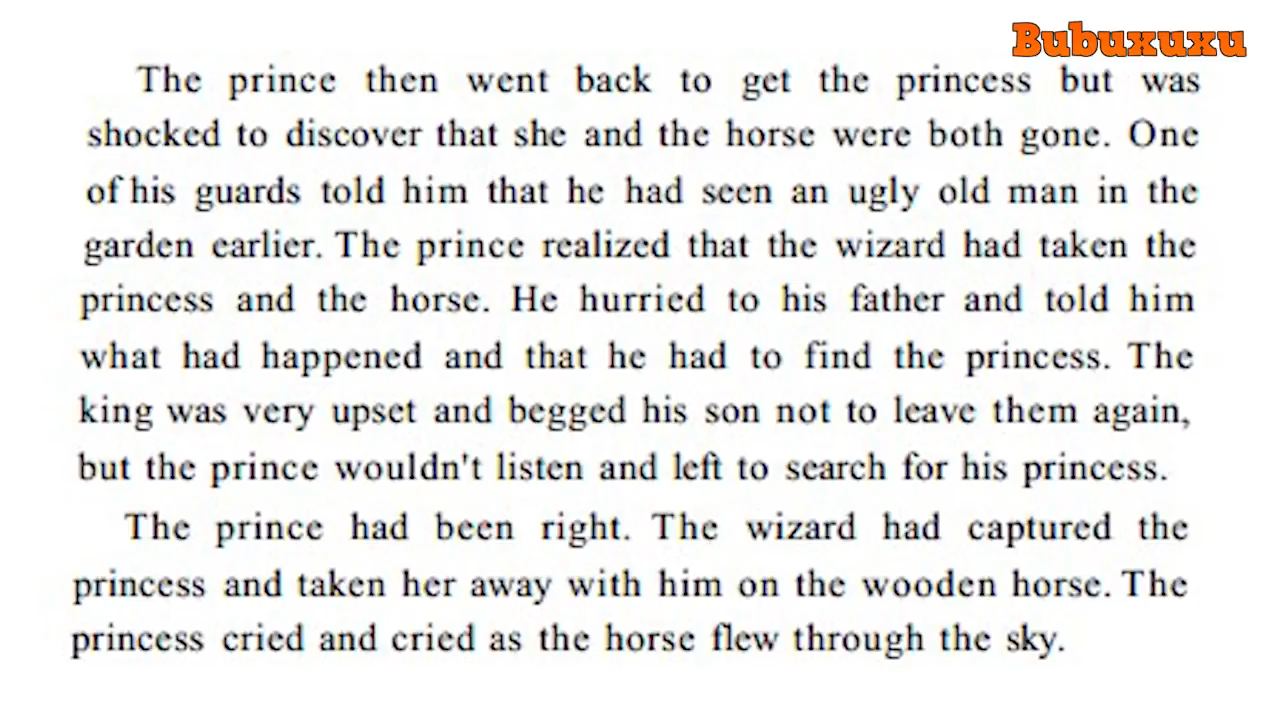 Bubuxuxu
The prince then went back to get the princess but was
shocked to discover that she and the horse were both gone. One
of his guards told him that he had seen an ugly old man in the
garden earlier. The prince realized that the wizard had taken the
princess and the horse. He hurried to his father and told him
what had happened and that he had to find the princess. The
king was very upset and begged his son not to leave them again,
but the prince wouldn't listen and left to search for his princess.
The prince had been right. The wizard had captured the
princess and taken her away with him on the wooden horse. The
princess cried and cried as the horse flew through the sky.